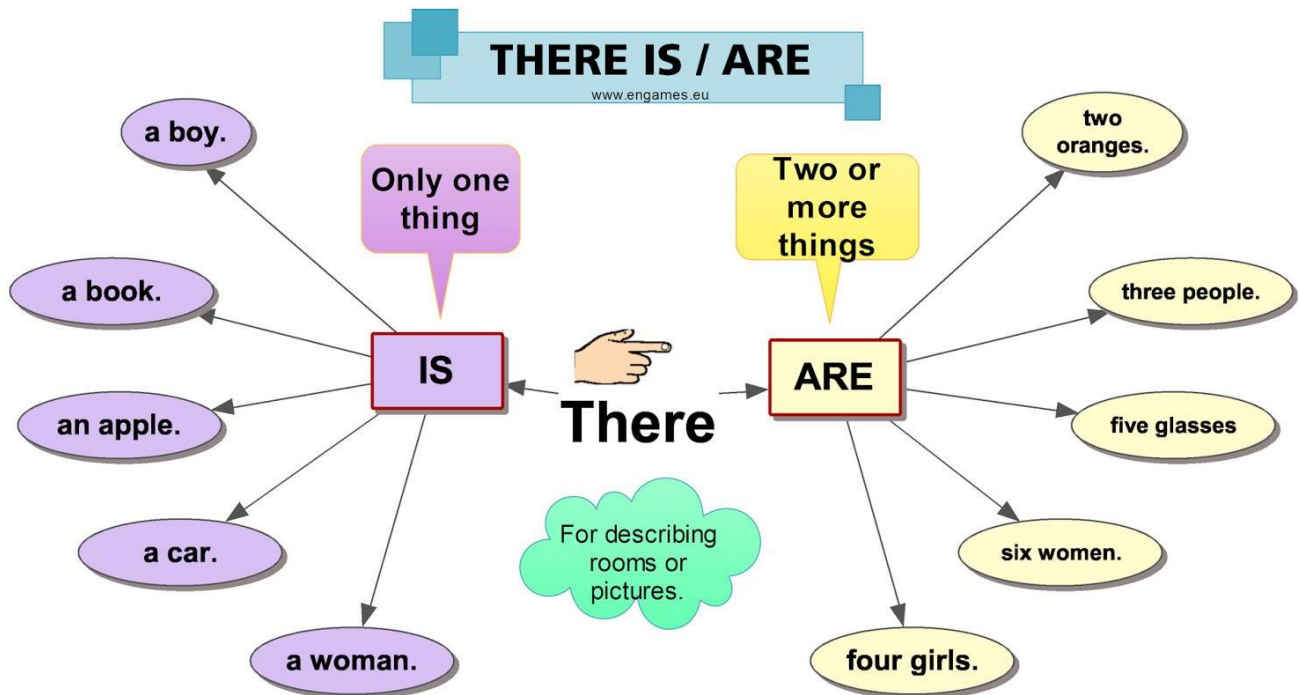 THERE IS / ARE
www.engames.eu
a boy.
a book.
an apple.
a car.
a woman.
Only one
thing
IS
There
For describing
rooms or
pictures.
Two or
more
things
ARE
two
oranges.
three people.
five glasses
six women.
four girls.